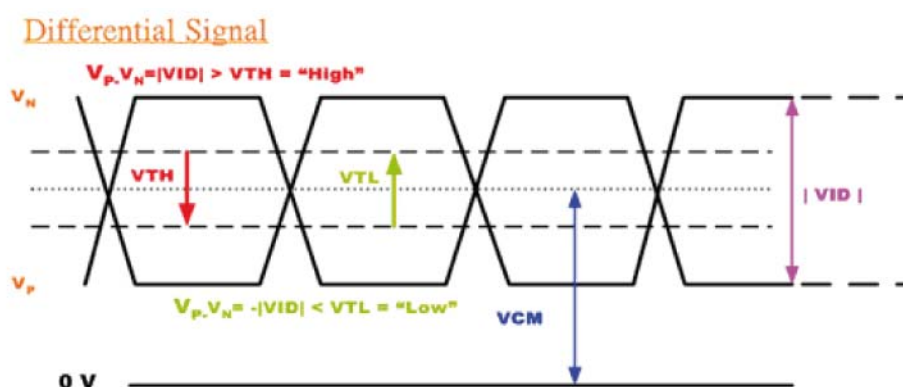 Differential Signal
VP-VN=|VID| > VTH = “High”
VN
VTH
VTL
| VID |
VP
VP-VN= -|VID| < VTL = “Low”
VCM
0 V